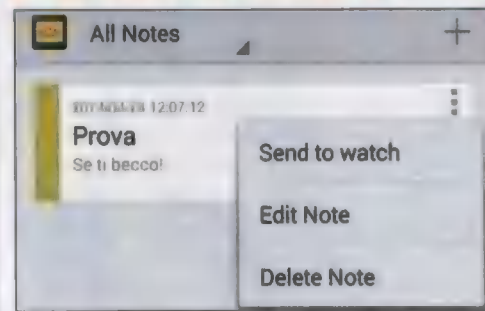 All Notes
+
12:07:12
Prova
Se ti becco!
Send to watch
Edit Note
Delete Note